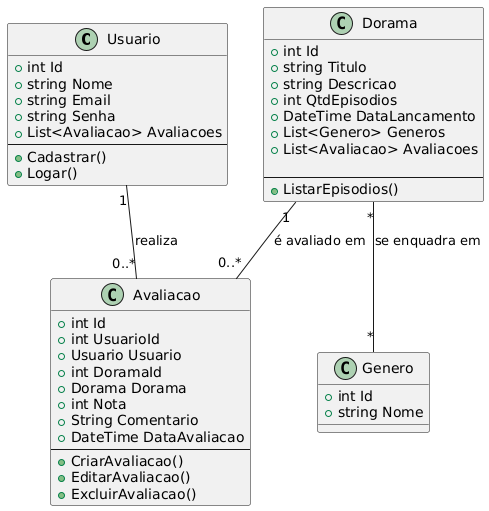 C Usuario
int Id
string Nome
string Email
string Senha
List<Avaliacao> Avaliacoes
Cadastrar()
Logar()
C Dorama
int Id
string Titulo
string Descricao
int QtdEpisodios
DateTime DataLancamento
List<Genero> Generos
List<Avaliacao> Avaliacoes
ListarEpisodios()
1
realiza
0..*
1
é avaliado em
0..*
*
se enquadra em
*
C Avaliacao
int Id
int UsuarioId
Usuario Usuario
int DoramaId
Dorama Dorama
int Nota
String Comentario
DateTime DataAvaliacao
CriarAvaliacao()
EditarAvaliacao()
ExcluirAvaliacao()
C Genero
int Id
string Nome